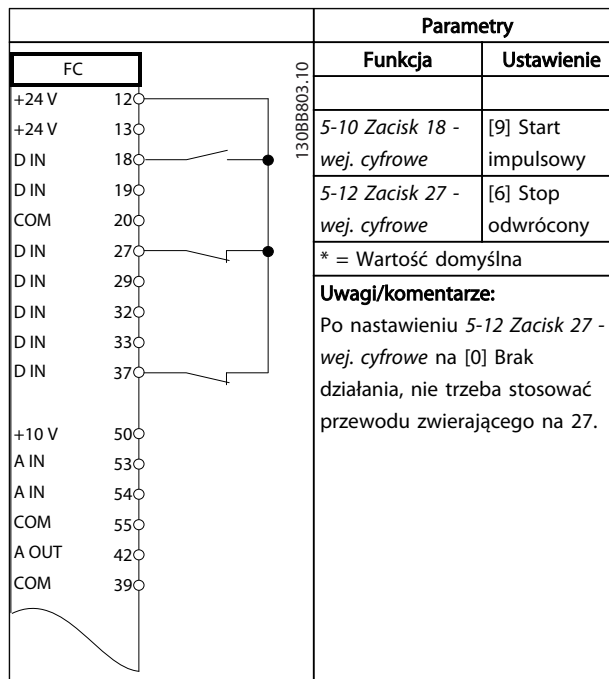 FC
+24 V 12
+24 V 13
D IN 18
D IN 19
COM 20
D IN 27
D IN 29
D IN 32
D IN 33
D IN 37
+10 V 50
A IN 53
A IN 54
COM 55
A OUT 42
COM 39
130BB803.10
Parametry
Funkcja Ustawienie
5-10 Zacisk 18 - [9] Start
wej. cyfrowe impulsowy
5-12 Zacisk 27 - [6] Stop
wej. cyfrowe odwrócony
* = Wartość domyślna
Uwagi/komentarze:
Po nastawieniu 5-12 Zacisk 27 -
wej. cyfrowe na [0] Brak
działania, nie trzeba stosować
przewodu zwierającego na 27.